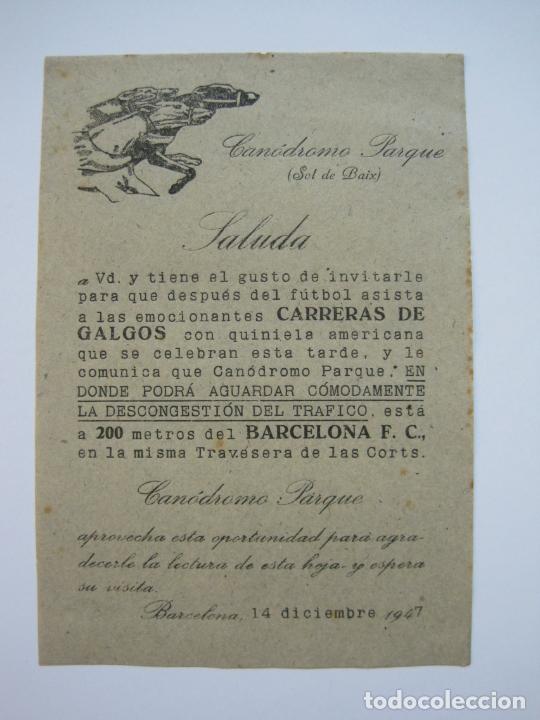 Canódromo Parque
(Sol de Baix)
Saluda
a Vd. y tiene el gusto de invitarle
para que después del fútbol asista
a las emocionantes CARRERAS DE
GALGOS con quiniela americana
que se celebran esta tarde, y le
comunica que Canódromo Parque, EN
DONDE PODRÁ AGUARDAR CÓMODAMENTE
LA DESCONGESTIÓN DEL TRAFICO, está
a 200 metros del BARCELONA F. C.,
en la misma Travesera de las Corts.
Canódromo Parque
aprovecha esta oportunidad para agra-
decerle la lectura de esta hoja y espera
su visita.
Barcelona, 14 diciembre 1947
todocoleccion.net